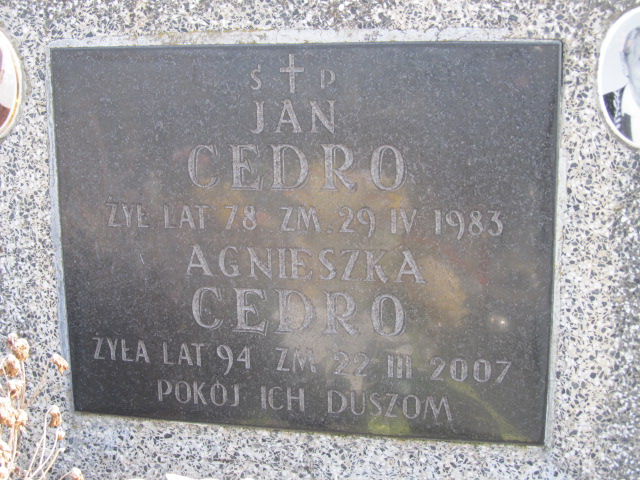 Ś P
JAN
CEDRO
ŻYŁ LAT 78 ZM. 29 IV 1983
AGNIESZKA
CEDRO
ŻYŁA LAT 94 ZM 22 III 2007
POKÓJ ICH DUSZOM